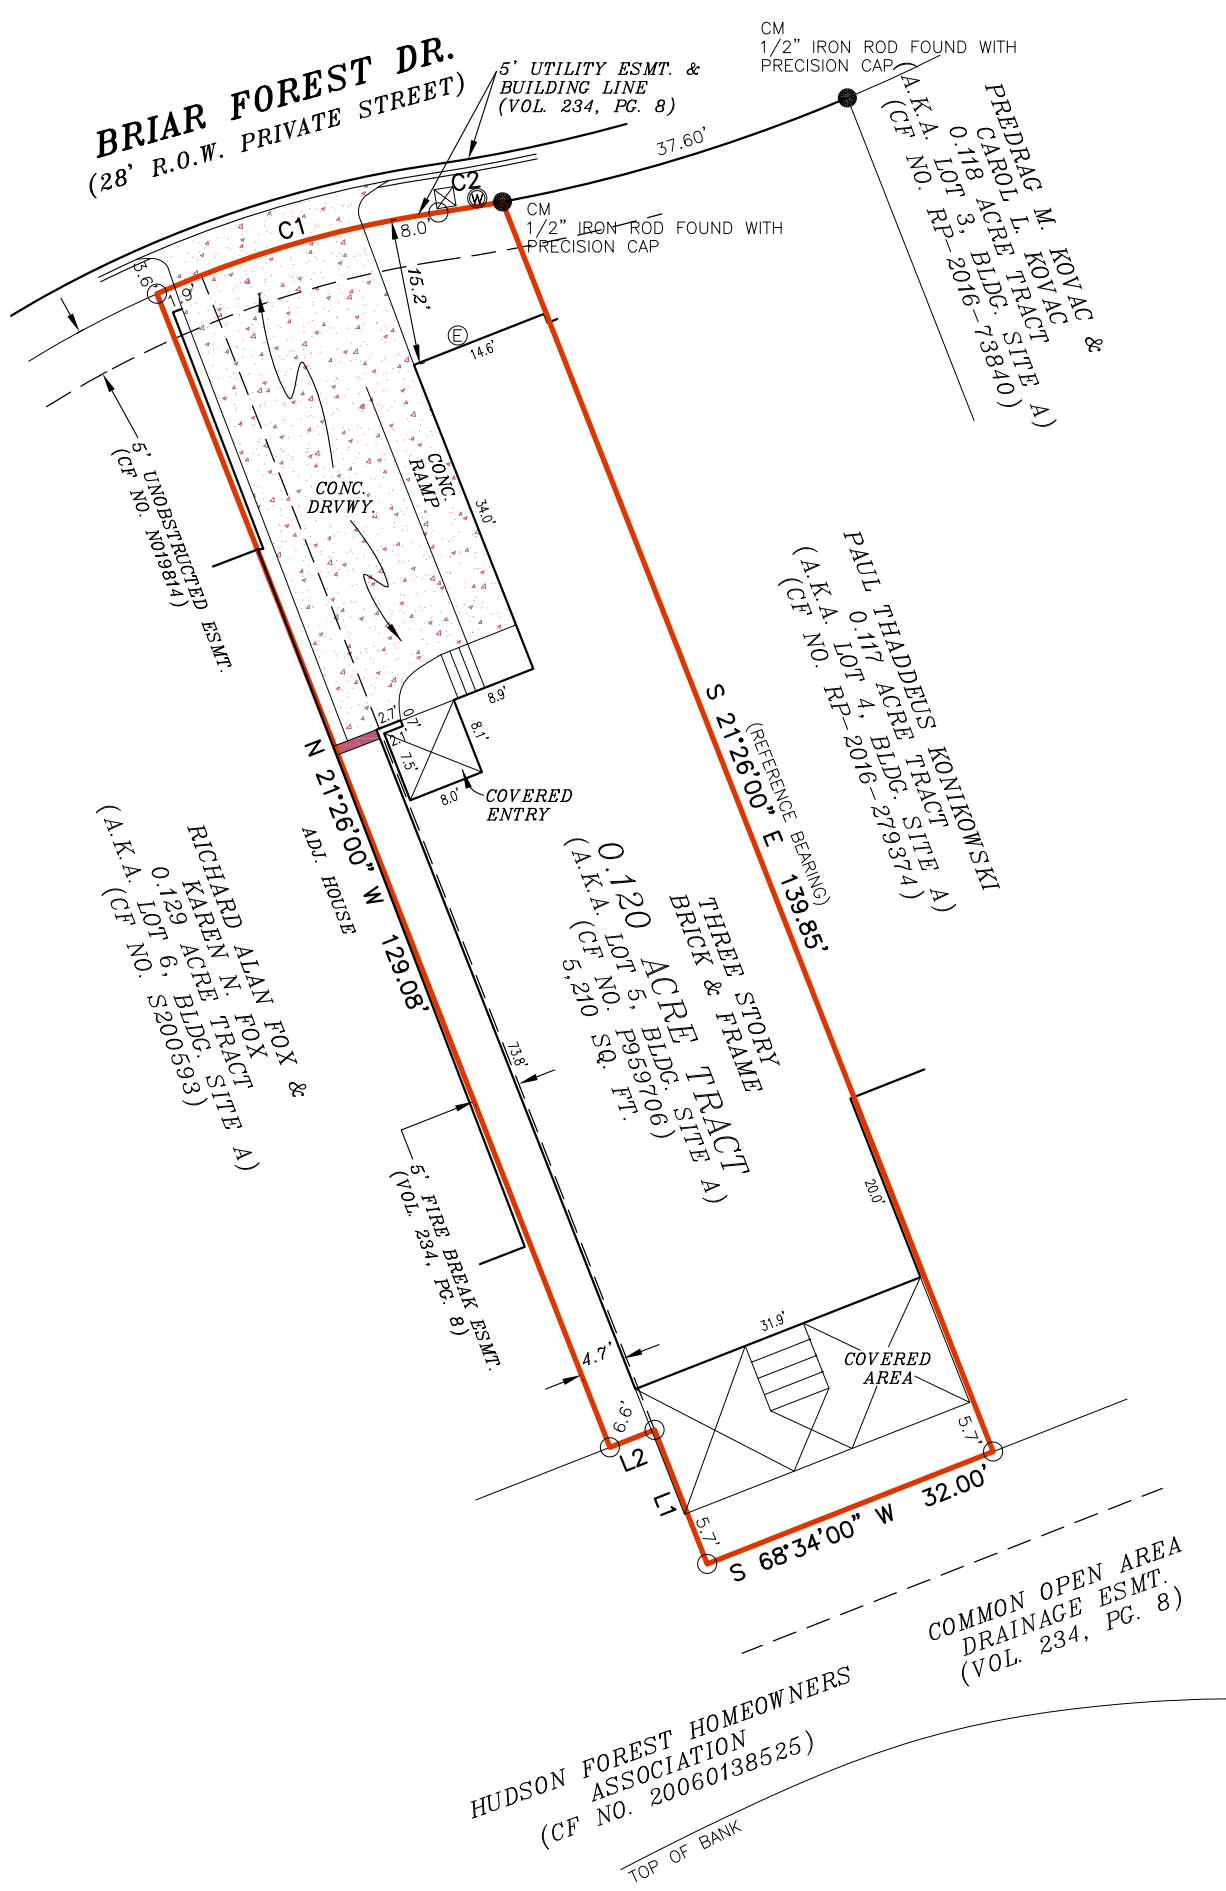 CM
1/2" IRON ROD FOUND WITH
PRECISION CAP
BRIAR FOREST DR.
(28' R.O.W. PRIVATE STREET)
5' UTILITY ESMT. &
BUILDING LINE
(VOL. 234, PG. 8)
37.60'
PREDRAG M. KOVAC &
CAROL L. KOVAC
0.118 ACRE TRACT
(A.K.A. LOT 3, BLDG. SITE A)
(CF NO. RP-2016-73840)
C2
W
CM
1/2" IRON ROD FOUND WITH
PRECISION CAP
C1
8.0'
3.6'
1.9'
15.2'
E
14.6'
5' UNOBSTRUCTED ESMT.
(CF NO. N019814)
CONC.
DRVWY.
CONC.
RAMP
34.0'
PAUL THADDEUS KONIKOWSKI
0.117 ACRE TRACT
(A.K.A. LOT 4, BLDG. SITE A)
(CF NO. RP-2016-279374)
S 21°26'00" E 139.85'
(REFERENCE BEARING)
8.9'
2.7'
0.7'
2.1'
7.5'
8.1'
8.0'
COVERED
ENTRY
N 21°26'00" W 129.08'
ADJ. HOUSE
RICHARD ALAN FOX &
KAREN N. FOX
0.129 ACRE TRACT
(A.K.A. LOT 6, BLDG. SITE A)
(CF NO. S200593)
THREE STORY
BRICK & FRAME
0.120 ACRE TRACT
(A.K.A. LOT 5, BLDG. SITE A)
(CF NO. P959706)
5,210 SQ. FT.
73.8'
5' FIRE BREAK ESMT.
(VOL. 234, PG. 8)
20.0'
31.9'
COVERED
AREA
4.7'
6.6'
L2
L1
5.7'
5.7'
S 68°34'00" W 32.00'
COMMON OPEN AREA
DRAINAGE ESMT.
(VOL. 234, PG. 8)
HUDSON FOREST HOMEOWNERS
ASSOCIATION
(CF NO. 20060138525)
TOP OF BANK